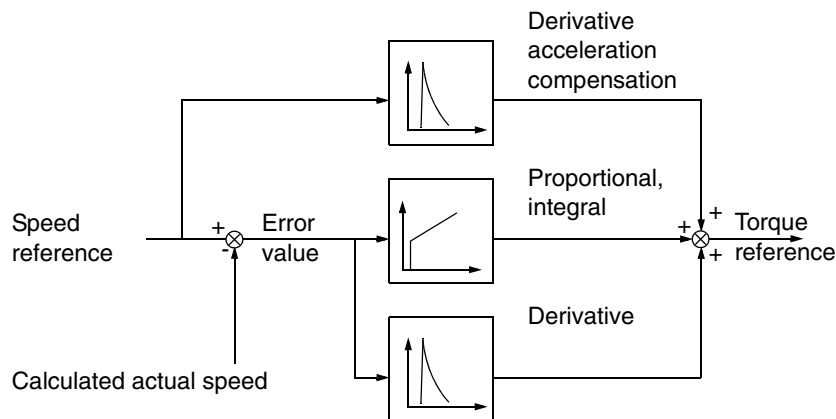 Derivative
acceleration
compensation
Proportional,
integral
Speed
reference
+
-
Error
value
+
+
+
Torque
reference
Derivative
Calculated actual speed